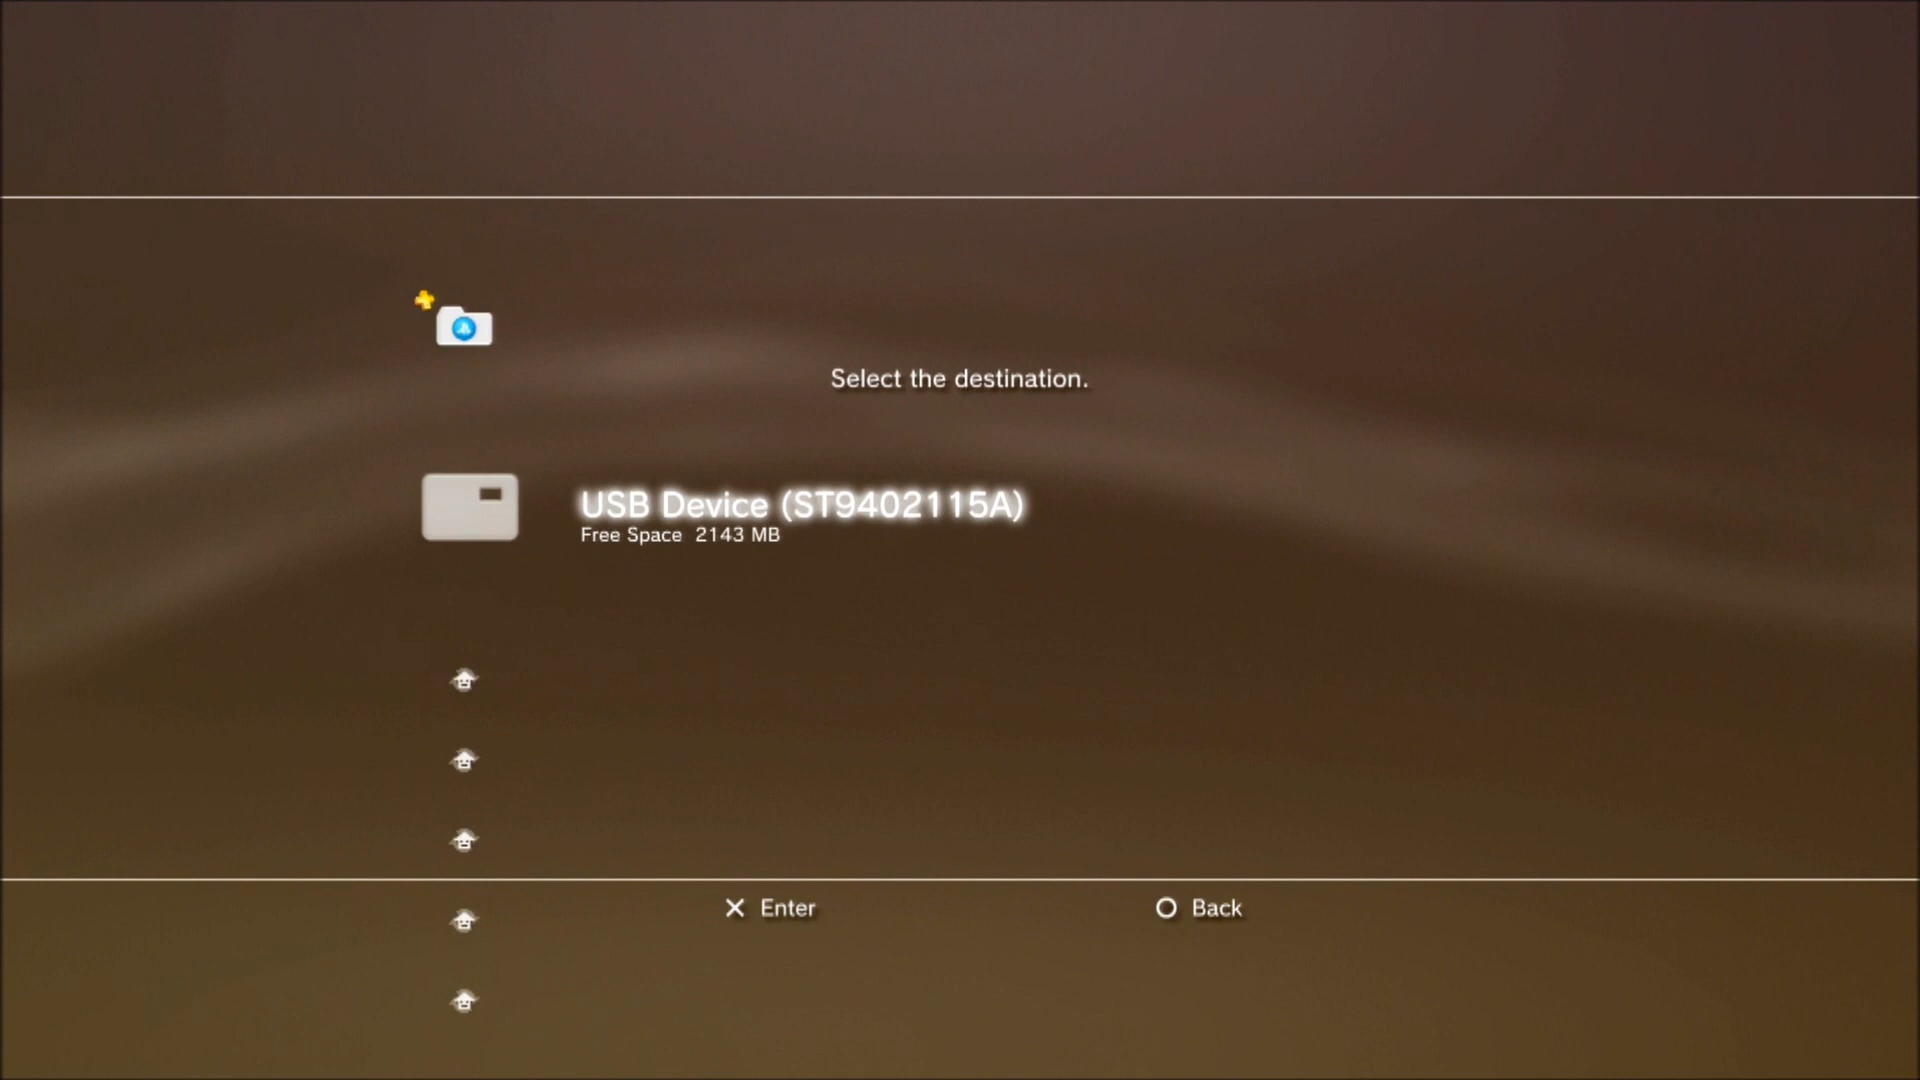 Select the destination.
USB Device (ST9402115A)
Free Space 2143 MB
Enter
Back